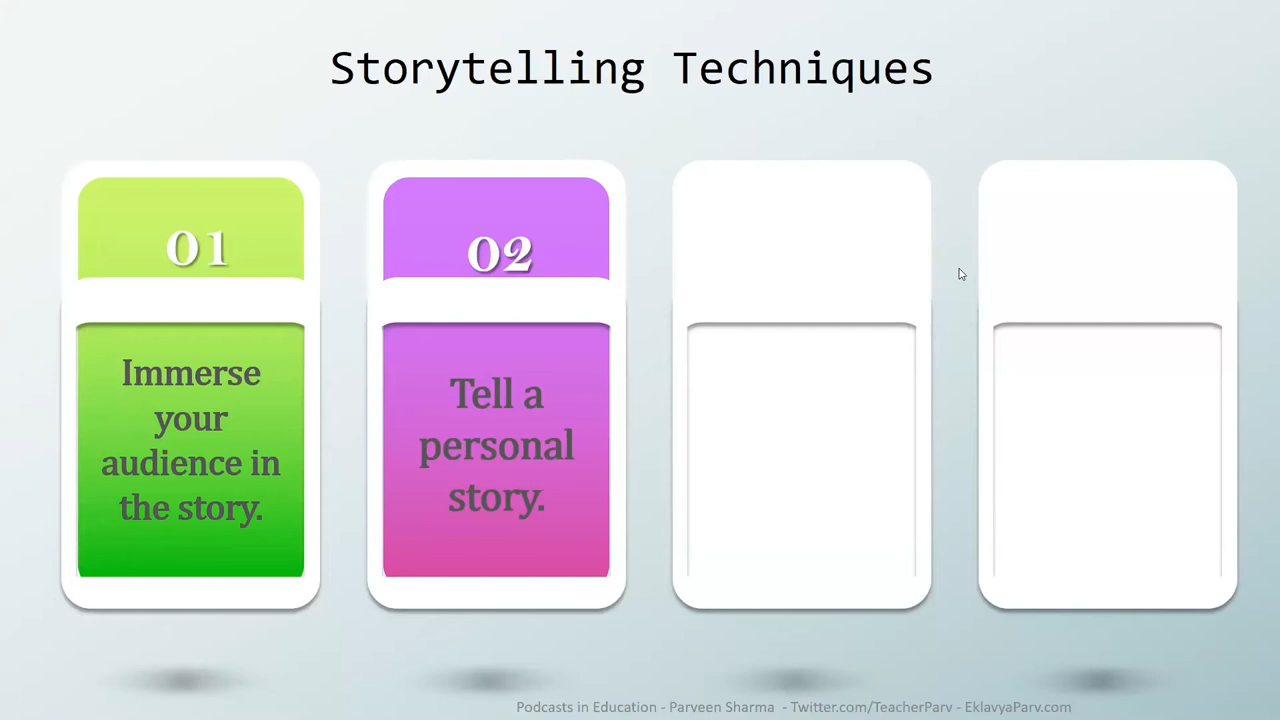 Storytelling Techniques
01
Immerse
your
audience in
the story.
02
Tell a
personal
story.
Podcasts in Education - Parveen Sharma - Twitter.com/TeacherParv - EklavyaParv.com